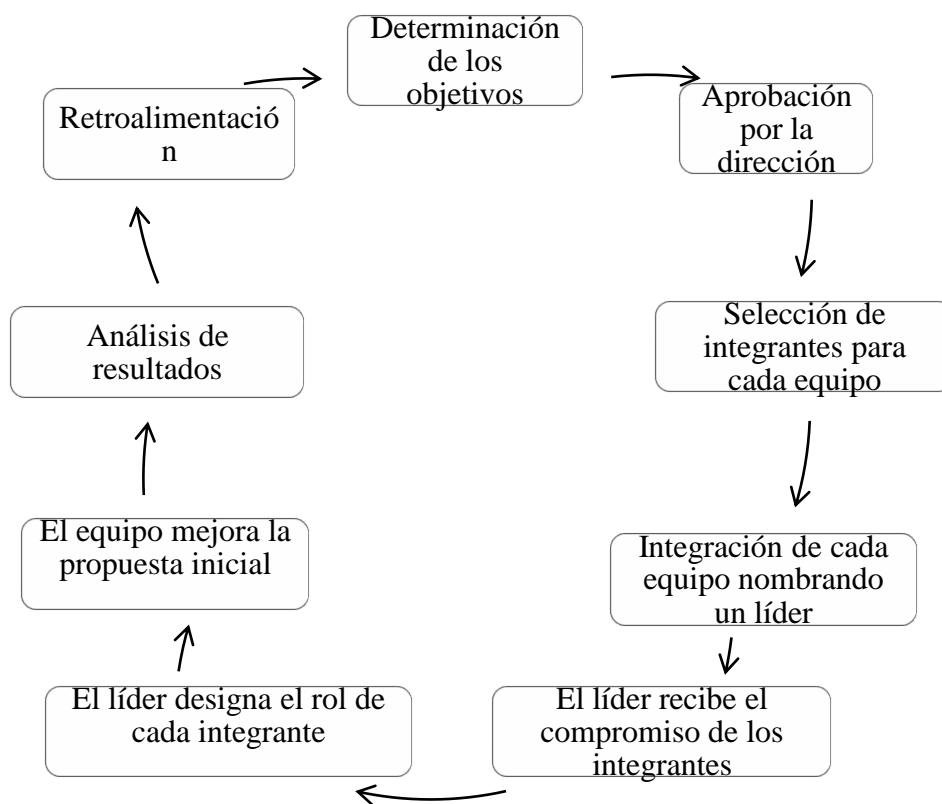 Determinación
de los
objetivos
Aprobación
por la
dirección
Selección de
integrantes para
cada equipo
Integración de cada
equipo nombrando
un líder
El líder recibe el
compromiso de los
integrantes
El líder designa el rol de
cada integrante
El equipo mejora la
propuesta inicial
Análisis de
resultados
Retroalimentació
n